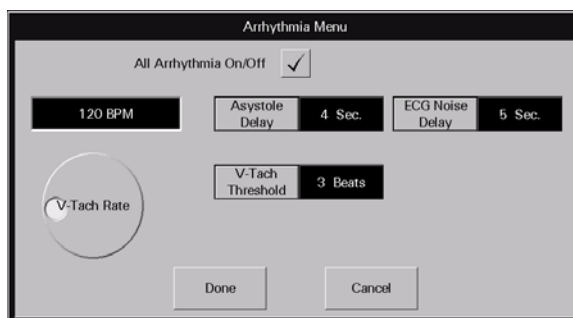 Arrhythmia Menu
All Arrhythmia On/Off
120 BPM
Asystole
Delay
4 Sec.
ECG Noise
Delay
5 Sec.
V-Tach
Threshold
3 Beats
V-Tach Rate
Done
Cancel